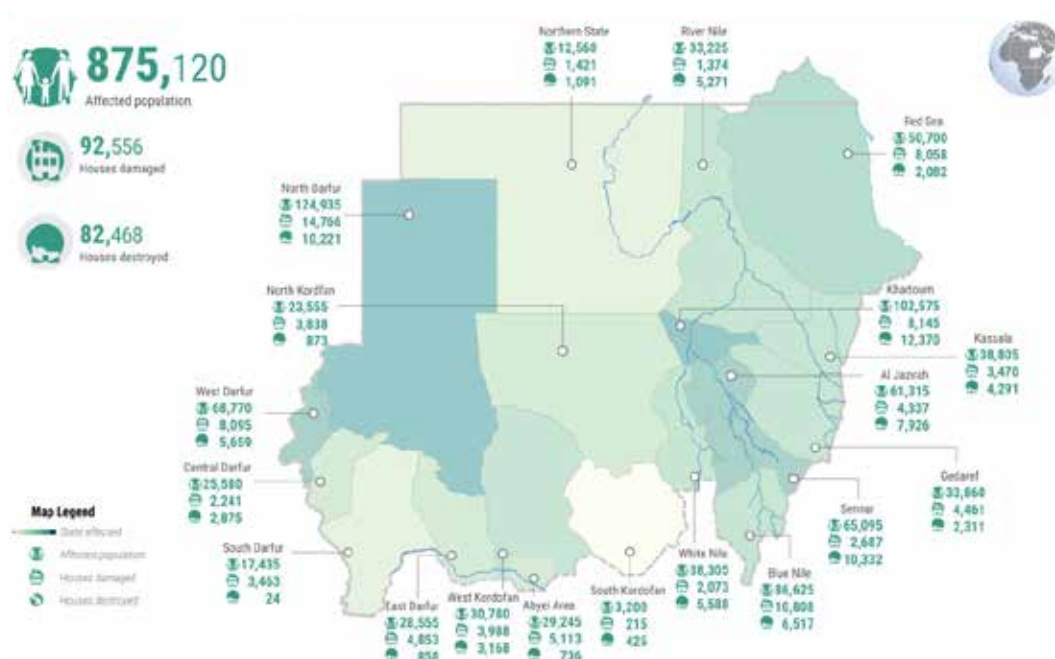 875,120
Affected population
92,556
Houses damaged
82,468
Houses destroyed
Northern State
12,560
1,421
1,091
River Nile
33,225
1,374
5,271
Red Sea
50,700
8,058
2,082
North Darfur
124,935
14,766
10,221
North Kordfan
23,555
3,838
873
Khartoum
102,575
8,145
12,370
Kassala
38,805
3,470
4,291
Al Jazirah
61,315
4,337
7,926
West Darfur
68,770
8,095
5,659
Central Darfur
25,580
2,241
2,875
Gedaref
33,860
4,461
2,311
Sennar
65,095
2,687
10,332
South Darfur
17,435
3,463
24
East Darfur
28,555
4,853
858
West Kordofan
30,780
3,988
3,168
Abyei Area
29,245
5,113
736
South Kordofan
3,200
215
425
White Nile
38,305
2,073
5,588
Blue Nile
86,625
10,808
6,517
Map Legend
State affected
Affected population
Houses damaged
Houses destroyed